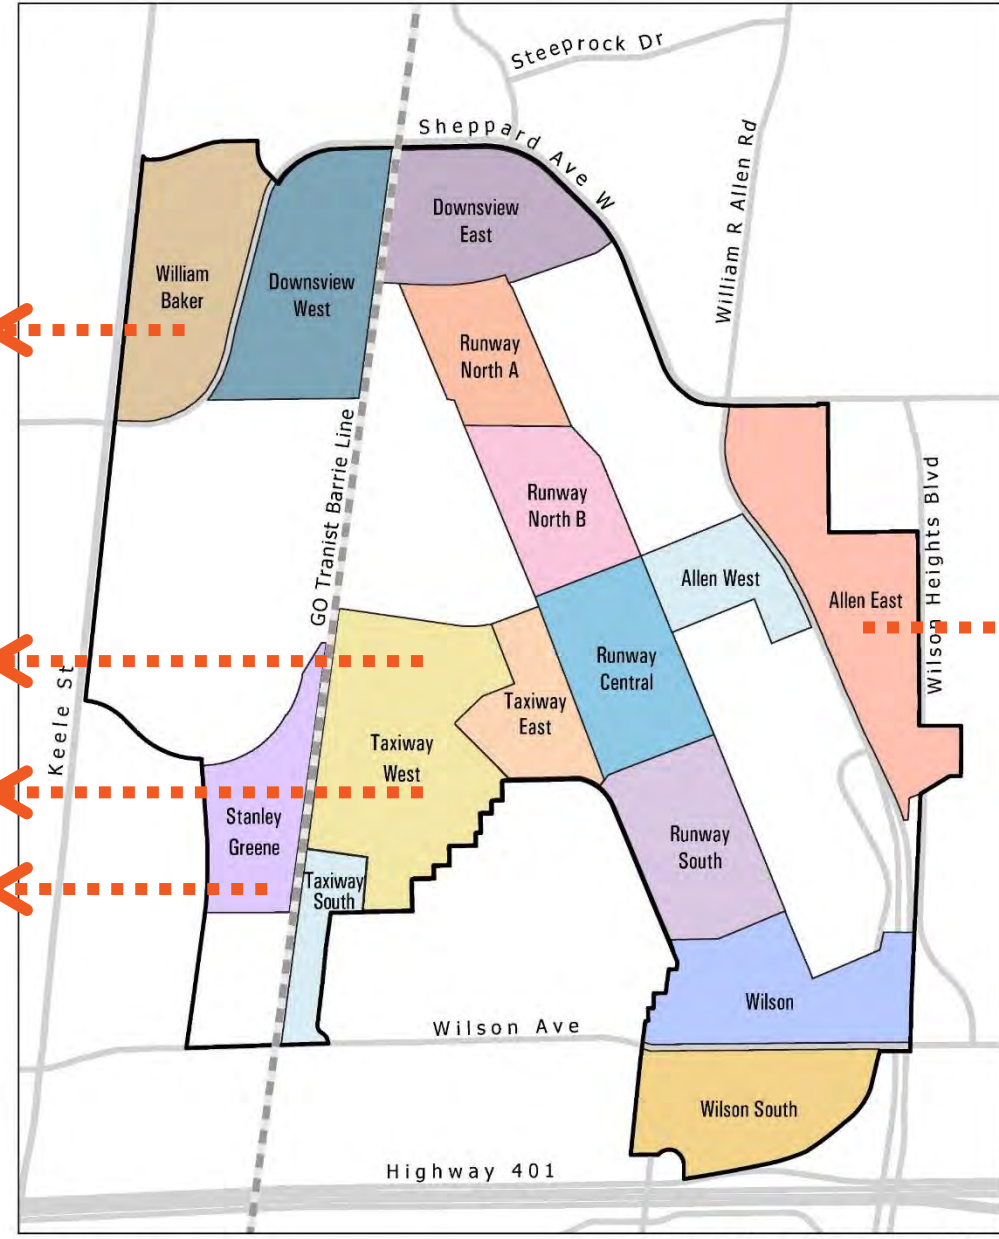 Steeprock Dr
Sheppard Ave W
William R Allen Rd
Downsview
East
William
Baker
Downsview
West
Runway
North A
GO Tranist Barrie Line
Runway
North B
Wilson Heights Blvd
Allen West
Allen East
Keele St
Runway
Central
Taxiway
East
Taxiway
West
Stanley
Greene
Runway
South
Taxiway
South
Wilson
Wilson Ave
Wilson South
Highway 401